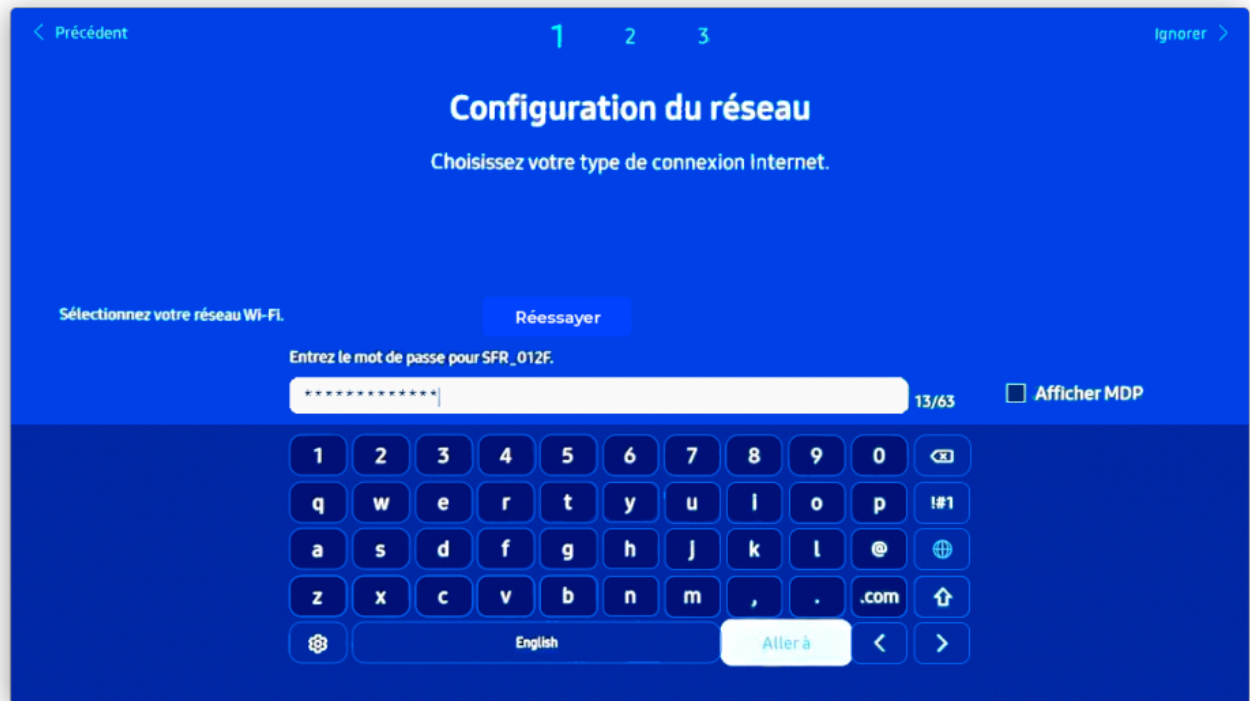 Précédent
1 2 3
Ignorer
Configuration du réseau
Choisissez votre type de connexion Internet.
Sélectionnez votre réseau Wi-Fi.
Réessayer
Entrez le mot de passe pour SFR_012F.
*************
13/63
Afficher MDP
1 2 3 4 5 6 7 8 9 0
q w e r t y u i o p !#1
a s d f g h j k l @
z x c v b n m , . .com
English
Aller à